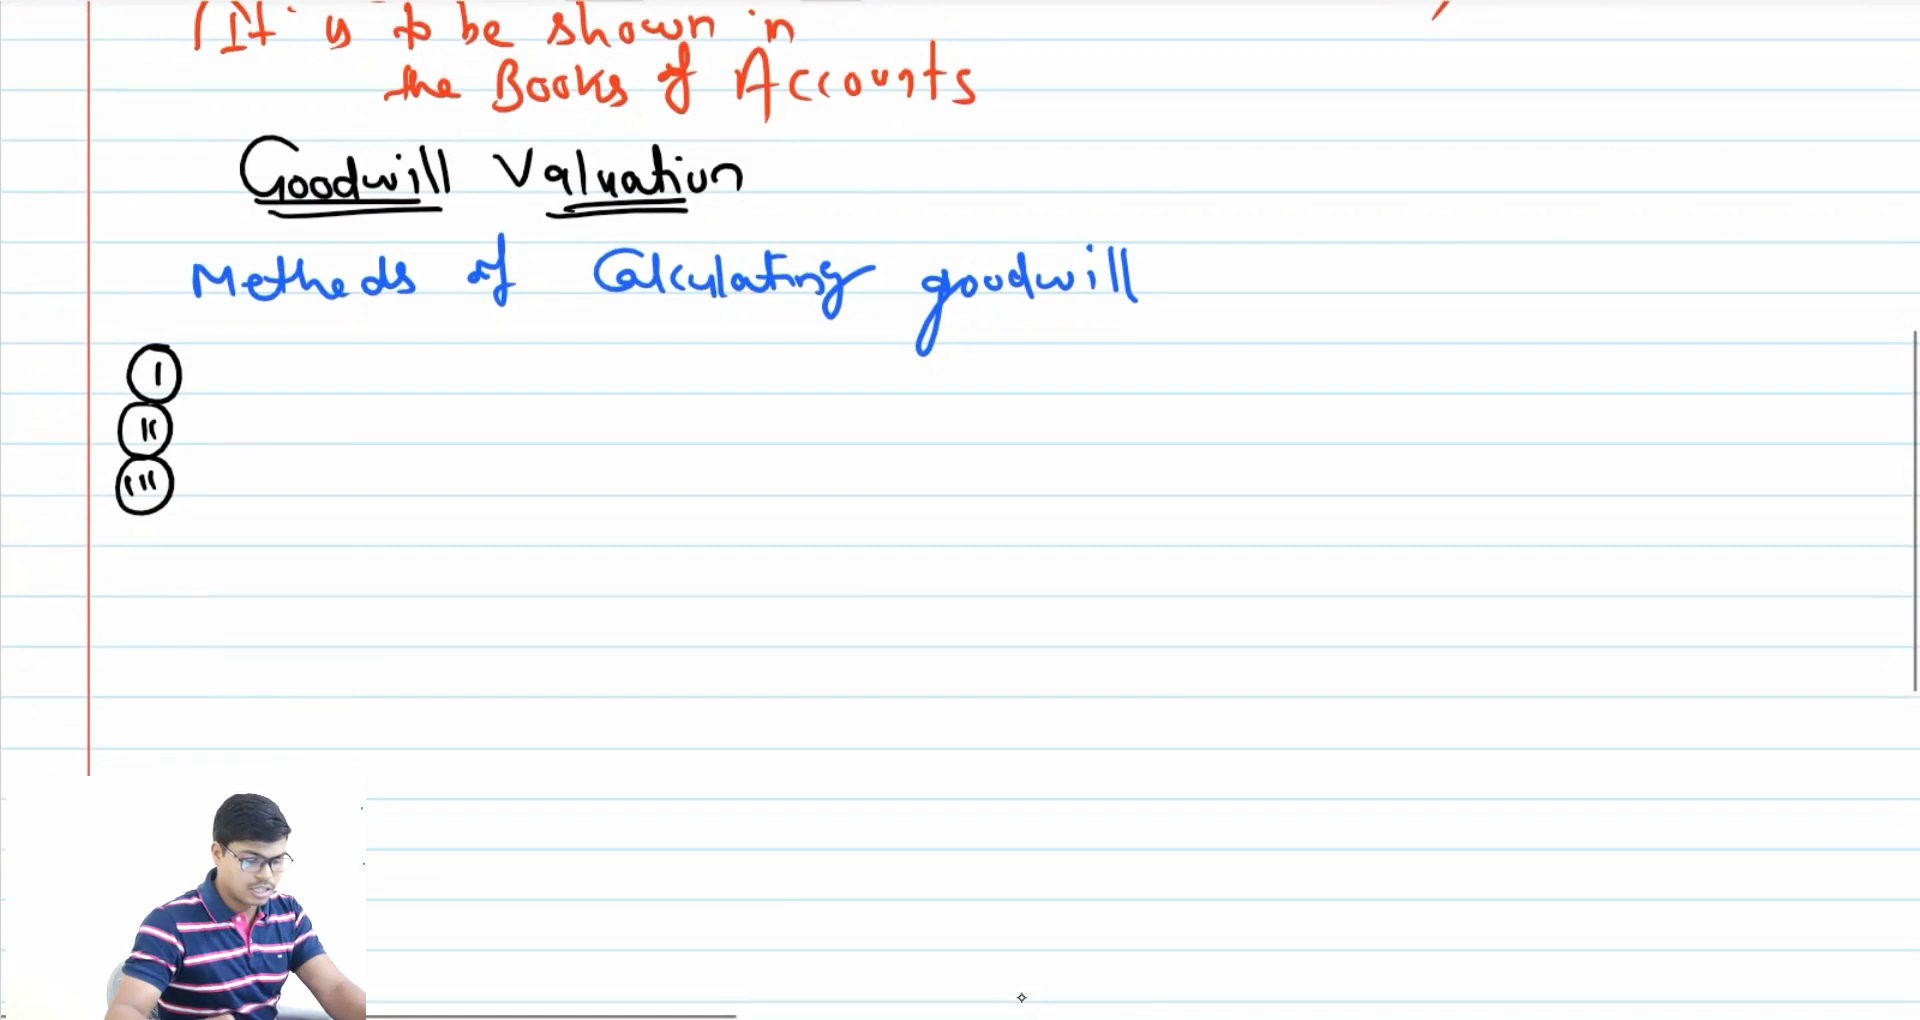 (It is to be shown in
the Books of Accounts
Goodwill Valuation
Methods of Calculating goodwill
I
II
III